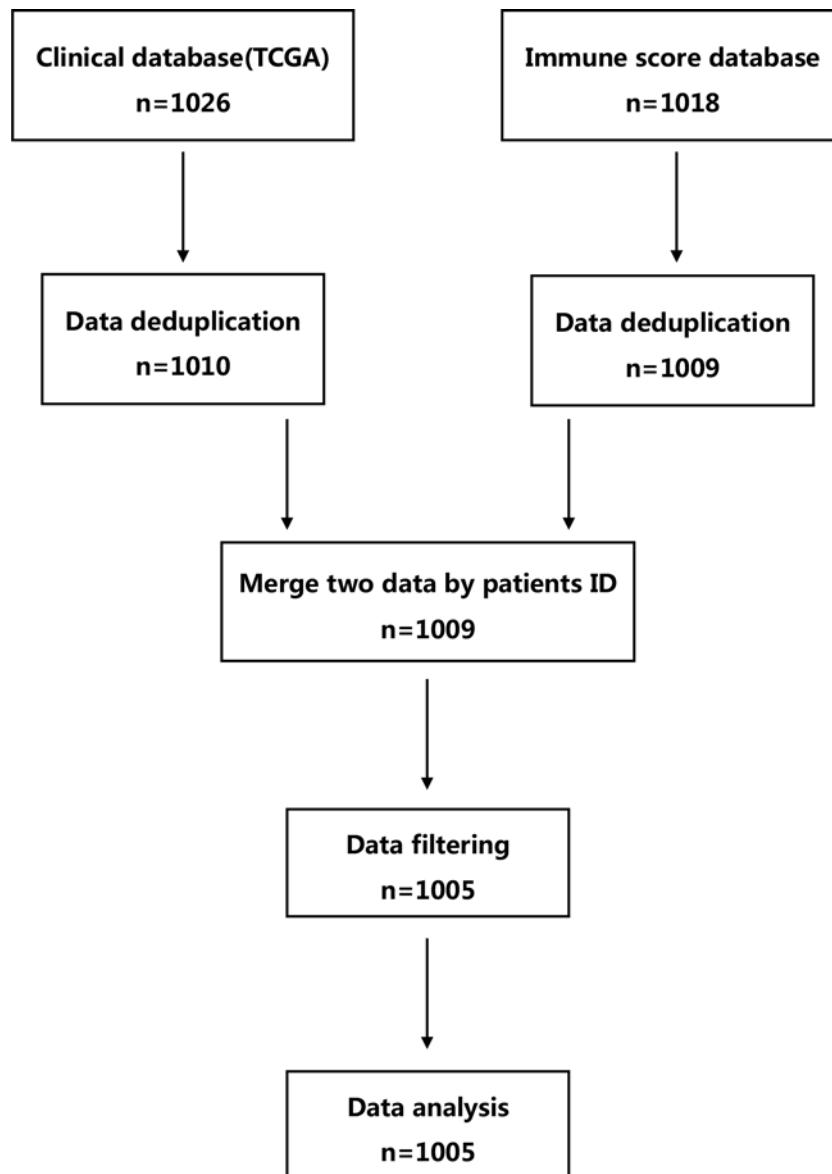 Clinical database(TCGA)
n=1026
Immune score database
n=1018
Data deduplication
n=1010
Data deduplication
n=1009
Merge two data by patients ID
n=1009
Data filtering
n=1005
Data analysis
n=1005